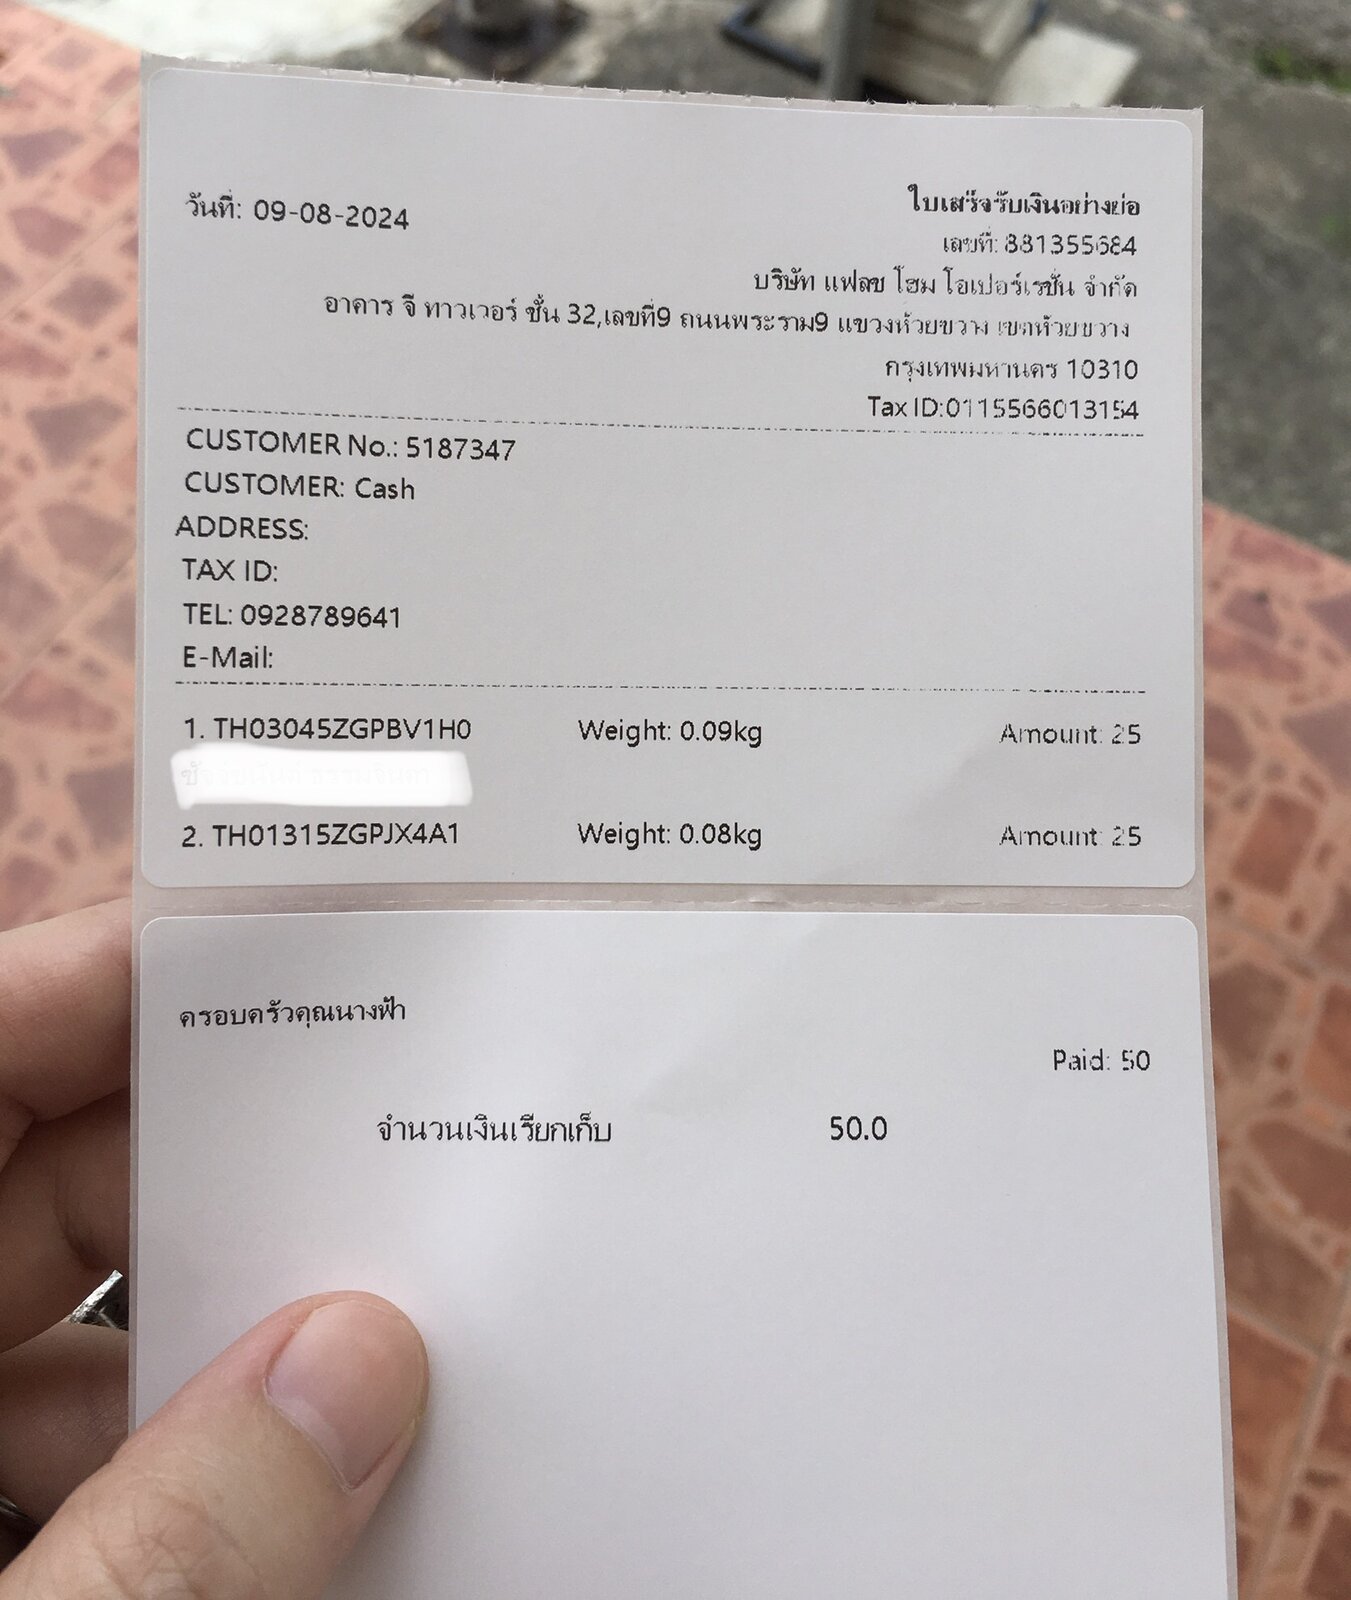 วันที่: 09-08-2024
ใบเสร็จรับเงินอย่างย่อ
เลขที่: 881355684
บริษัท แฟลช โฮม โอเปอร์เรชั่น จำกัด
อาคาร จี ทาวเวอร์ ชั้น 32,เลขที่9 ถนนพระราม9 แขวงห้วยขวาง เขตห้วยขวาง
กรุงเทพมหานคร 10310
Tax ID:0115566013154
CUSTOMER No.: 5187347
CUSTOMER: Cash
ADDRESS:
TAX ID:
TEL: 0928789641
E-Mail:
1. TH03045ZGPBV1H0 Weight: 0.09kg Amount: 25
2. TH01315ZGPJX4A1 Weight: 0.08kg Amount: 25
ครอบครัวคุณนางฟ้า
Paid: 50
จำนวนเงินเรียกเก็บ 50.0